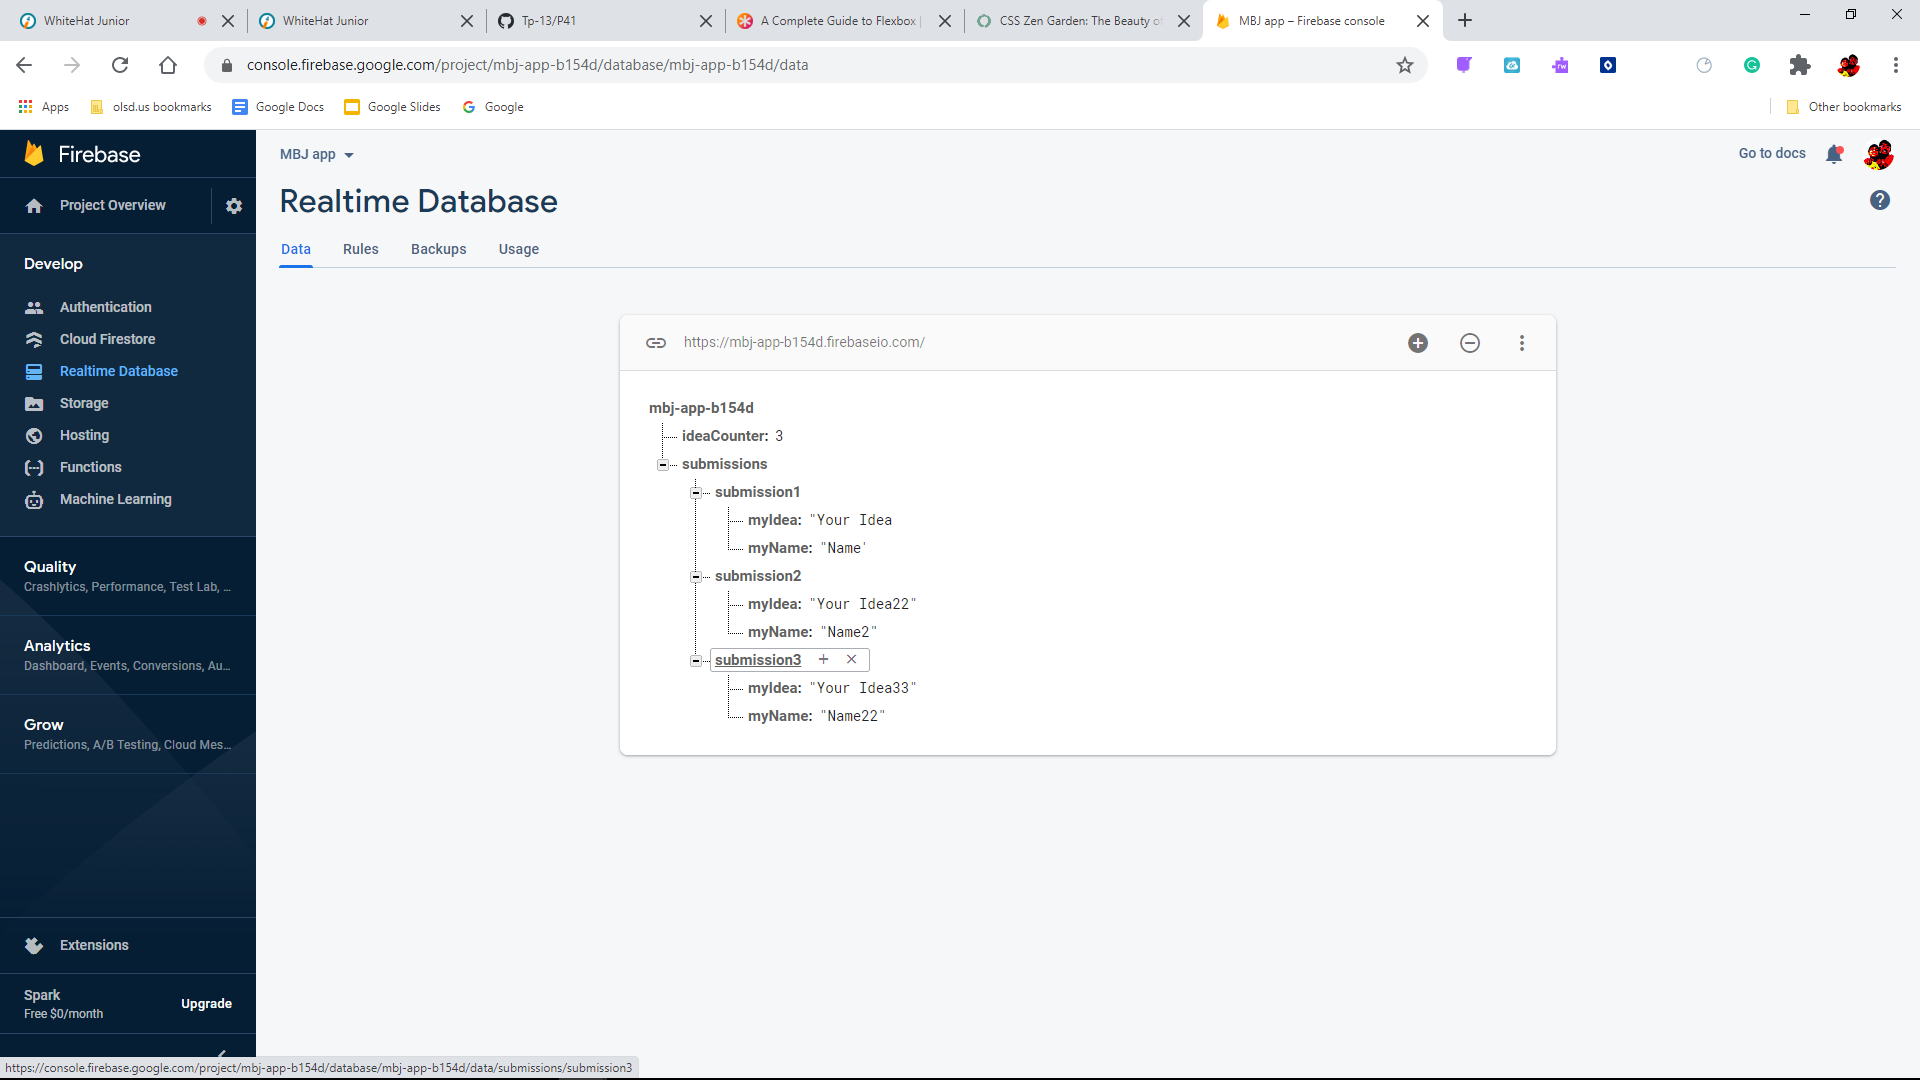 WhiteHat Junior
WhiteHat Junior
Tp-13/P41
A Complete Guide to Flexbox |
CSS Zen Garden: The Beauty of
MBJ app – Firebase console
console.firebase.google.com/project/mbj-app-b154d/database/mbj-app-b154d/data
Apps
olsd.us bookmarks
Google Docs
Google Slides
Google
Other bookmarks
Firebase
MBJ app
Go to docs
Project Overview
Realtime Database
Data
Rules
Backups
Usage
Develop
Authentication
Cloud Firestore
Realtime Database
Storage
Hosting
Functions
Machine Learning
https://mbj-app-b154d.firebaseio.com/
mbj-app-b154d
ideaCounter: 3
submissions
submission1
myIdea: "Your Idea
myName: "Name'
submission2
myIdea: "Your Idea22"
myName: "Name2"
submission3
myIdea: "Your Idea33"
myName: "Name22"
Quality
Crashlytics, Performance, Test Lab, ...
Analytics
Dashboard, Events, Conversions, Au...
Grow
Predictions, A/B Testing, Cloud Mes...
Extensions
Spark
Free $0/month
Upgrade
https://console.firebase.google.com/project/mbj-app-b154d/database/mbj-app-b154d/data/submissions/submission3